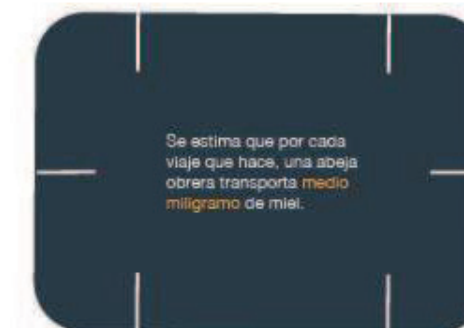 Se estima que por cada
viaje que hace, una abeja
obrera transporta medio
miligramo de miel.